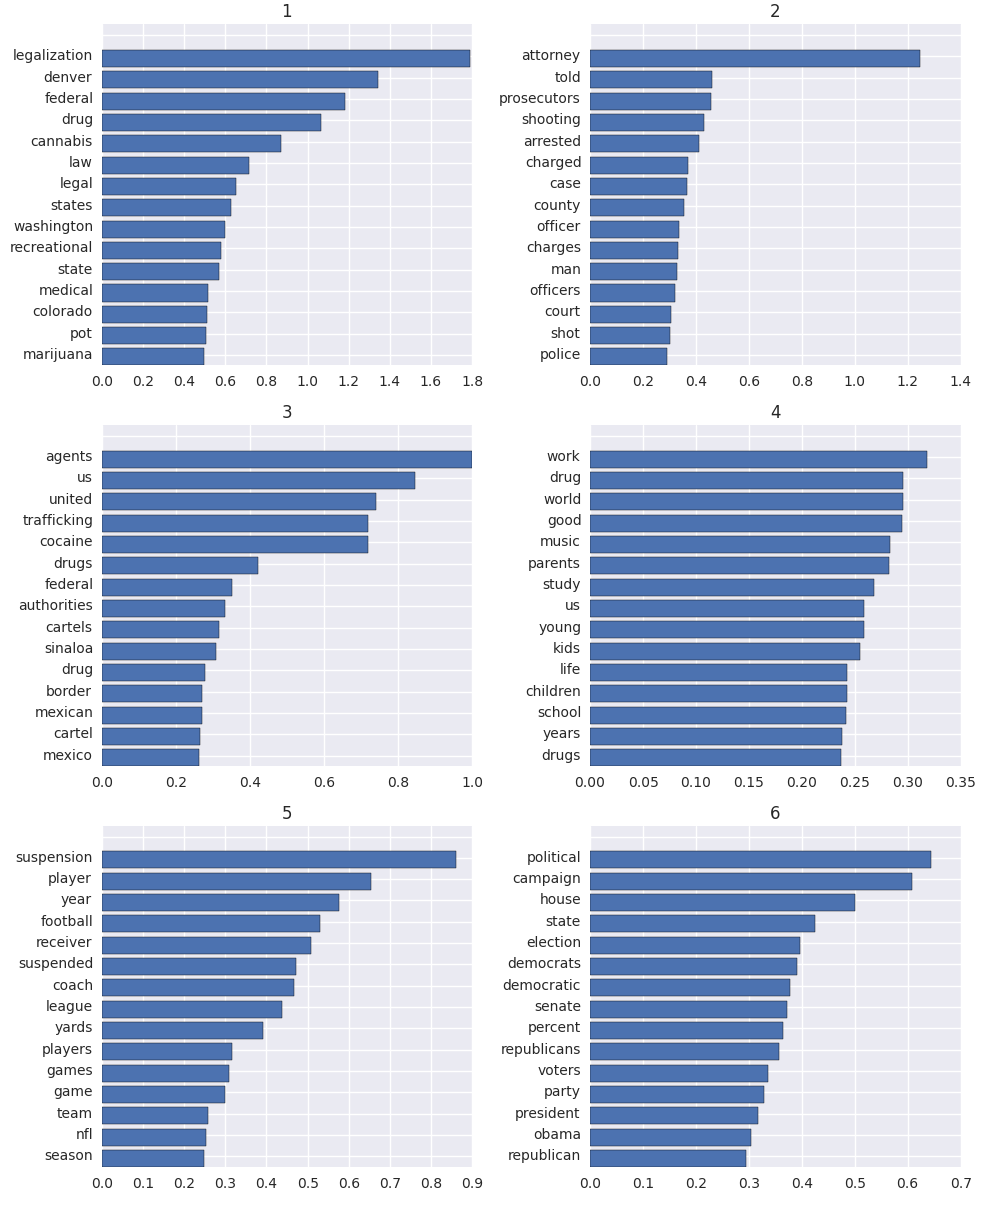 1
legalization
denver
federal
drug
cannabis
law
legal
states
washington
recreational
state
medical
colorado
pot
marijuana
0.0 0.2 0.4 0.6 0.8 1.0 1.2 1.4 1.6 1.8
2
attorney
told
prosecutors
shooting
arrested
charged
case
county
officer
charges
man
officers
court
shot
police
0.0 0.2 0.4 0.6 0.8 1.0 1.2 1.4
3
agents
us
united
trafficking
cocaine
drugs
federal
authorities
cartels
sinaloa
drug
border
mexican
cartel
mexico
0.0 0.2 0.4 0.6 0.8 1.0
4
work
drug
world
good
music
parents
study
us
young
kids
life
children
school
years
drugs
0.00 0.05 0.10 0.15 0.20 0.25 0.30 0.35
5
suspension
player
year
football
receiver
suspended
coach
league
yards
players
games
game
team
nfl
season
0.0 0.1 0.2 0.3 0.4 0.5 0.6 0.7 0.8 0.9
6
political
campaign
house
state
election
democrats
democratic
senate
percent
republicans
voters
party
president
obama
republican
0.0 0.1 0.2 0.3 0.4 0.5 0.6 0.7